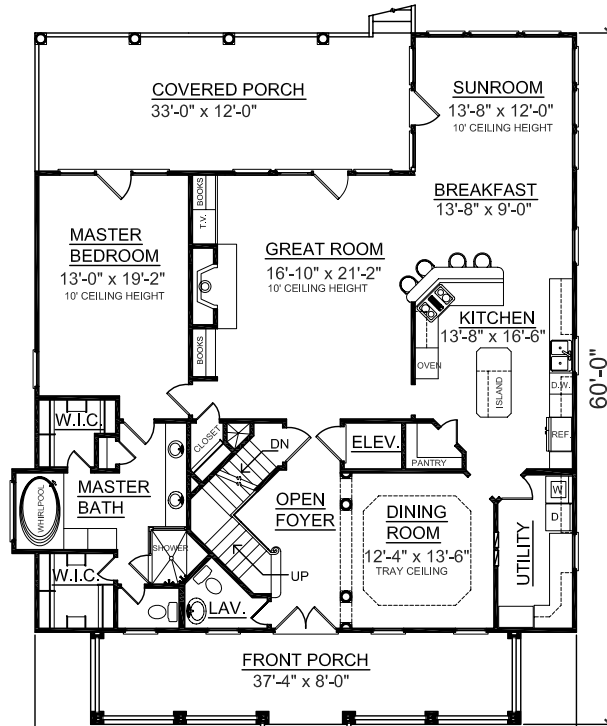 COVERED PORCH
33'-0" x 12'-0"
SUNROOM
13'-8" x 12'-0"
10' CEILING HEIGHT
BREAKFAST
13'-8" x 9'-0"
BOOKS
T.V.
MASTER
BEDROOM
13'-0" x 19'-2"
10' CEILING HEIGHT
GREAT ROOM
16'-10" x 21'-2"
10' CEILING HEIGHT
KITCHEN
13'-8" x 16'-6"
OVEN
ISLAND
D.W.
REF.
60'-0"
BOOKS
W.I.C.
CLOSET
DN
ELEV.
PANTRY
WHIRLPOOL
MASTER
BATH
OPEN
FOYER
DINING
ROOM
12'-4" x 13'-6"
TRAY CEILING
W
D
UTILITY
SHOWER
W.I.C.
UP
LAV.
FRONT PORCH
37'-4" x 8'-0"